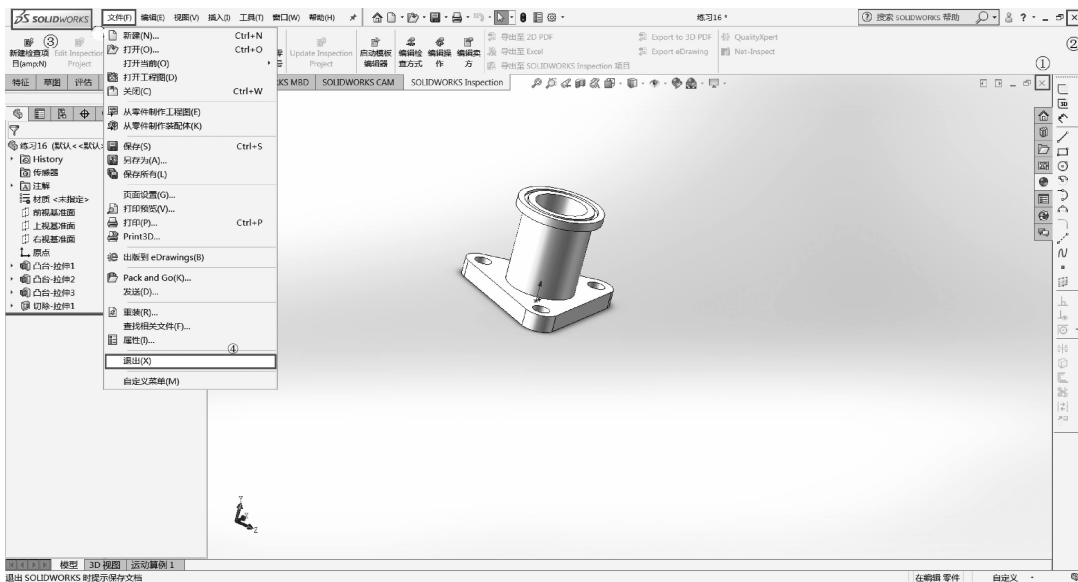 SOLIDWORKS 文件(F) 编辑(E) 视图(V) 插入(I) 工具(T) 窗口(W) 帮助(H) 练习16 * 搜索 SOLIDWORKS 帮助
③ ②
新建检查项目(amp;N) Edit Inspection Project Update Inspection Project 启动模板编辑器 编辑检查方式 编辑操作 编辑卖方
导出至 2D PDF Export to 3D PDF QualityXpert
导出至 Excel Export eDrawing Net-Inspect
导出至 SOLIDWORKS Inspection 项目
①
特征 草图 评估 KS MBD SOLIDWORKS CAM SOLIDWORKS Inspection
新建(N)... Ctrl+N
打开(O)... Ctrl+O
打开当前(O)
打开工程图(D)
关闭(C) Ctrl+W
从零件制作工程图(E)
从零件制作装配体(K)
保存(S) Ctrl+S
另存为(A)...
保存所有(L)
页面设置(G)...
打印预览(V)...
打印(P)... Ctrl+P
Print3D...
出版到 eDrawings(B)
Pack and Go(K)...
发送(D)...
重装(R)...
查找相关文件(F)...
属性(I)...
④
退出(X)
自定义菜单(M)
练习16 (默认<<默认>
History
传感器
注解
材质 <未指定>
前视基准面
上视基准面
右视基准面
原点
凸台-拉伸1
凸台-拉伸2
凸台-拉伸3
切除-拉伸1
3D
Y
Z
模型 3D 视图 运动算例 1
退出 SOLIDWORKS 时提示保存文档 在编辑 零件 自定义